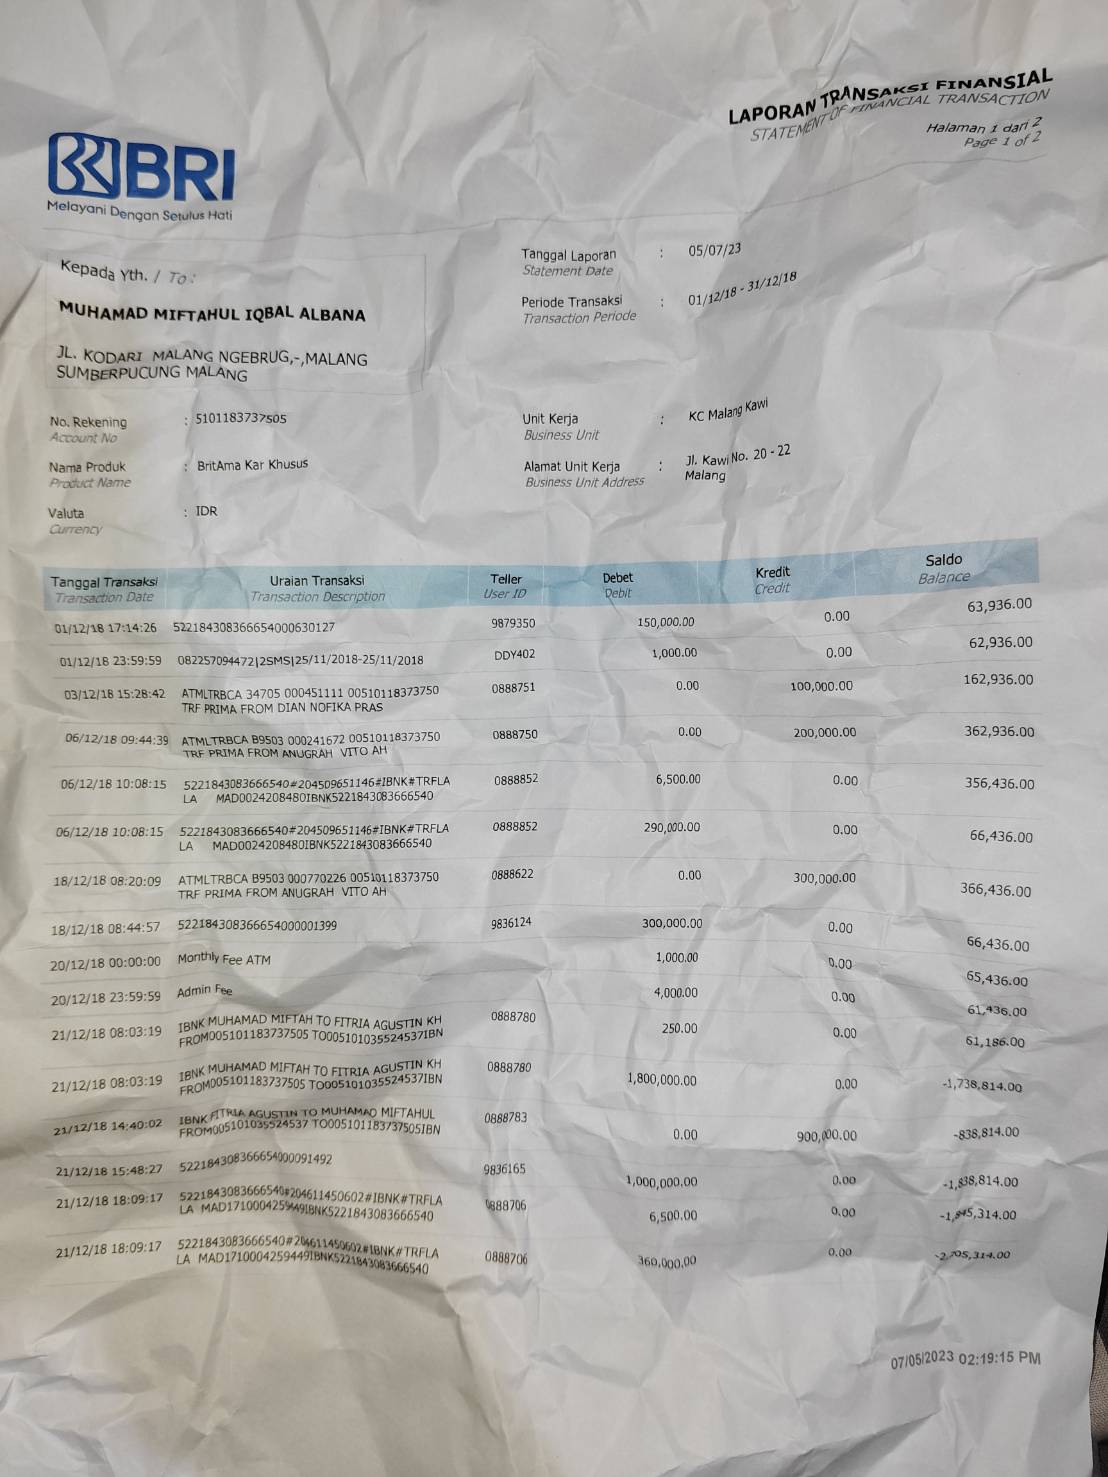 LAPORAN TRANSAKSI FINANSIAL
STATEMENT OF FINANCIAL TRANSACTION
Halaman 1 dari 2
Page 1 of 2
BRI
Melayani Dengan Setulus Hati
Kepada Yth. / To :
MUHAMAD MIFTAHUL IQBAL ALBANA
JL. KODARI MALANG NGEBRUG,-,MALANG
SUMBERPUCUNG MALANG
Tanggal Laporan : 05/07/23
Statement Date
Periode Transaksi : 01/12/18 - 31/12/18
Transaction Periode
No. Rekening : 5101183737505
Account No
Nama Produk : BritAma Kar Khusus
Product Name
Valuta : IDR
Currency
Unit Kerja : KC Malang Kawi
Business Unit
Alamat Unit Kerja : Jl. Kawi No. 20 - 22
Business Unit Address Malang
Tanggal Transaksi Uraian Transaksi Teller Debet Kredit Saldo
Transaction Date Transaction Description User ID Debit Credit Balance
01/12/18 17:14:26 522184308366654000630127 9879350 150,000.00 0.00 63,936.00
01/12/18 23:59:59 082257094472|2SMS|25/11/2018-25/11/2018 DDY402 1,000.00 0.00 62,936.00
03/12/18 15:28:42 ATMLTRBCA 34705 000451111 00510118373750 0888751 0.00 100,000.00 162,936.00
TRF PRIMA FROM DIAN NOFIKA PRAS
06/12/18 09:44:39 ATMLTRBCA B9503 000241672 00510118373750 0888750 0.00 200,000.00 362,936.00
TRF PRIMA FROM ANUGRAH VITO AH
06/12/18 10:08:15 5221843083666540#204509651146#IBNK#TRFLA 0888852 6,500.00 0.00 356,436.00
LA MAD0024208480IBNK5221843083666540
06/12/18 10:08:15 5221843083666540#204509651146#IBNK#TRFLA 0888852 290,000.00 0.00 66,436.00
LA MAD0024208480IBNK5221843083666540
18/12/18 08:20:09 ATMLTRBCA B9503 000770226 00510118373750 0888622 0.00 300,000.00 366,436.00
TRF PRIMA FROM ANUGRAH VITO AH
18/12/18 08:44:57 522184308366654000001399 9836124 300,000.00 0.00 66,436.00
20/12/18 00:00:00 Monthly Fee ATM 1,000.00 0.00 65,436.00
20/12/18 23:59:59 Admin Fee 4,000.00 0.00 61,436.00
21/12/18 08:03:19 IBNK MUHAMAD MIFTAH TO FITRIA AGUSTIN KH 0888780 250.00 0.00 61,186.00
FROM005101183737505 TO005101035524537IBN
21/12/18 08:03:19 IBNK MUHAMAD MIFTAH TO FITRIA AGUSTIN KH 0888780 1,800,000.00 0.00 -1,738,814.00
FROM005101183737505 TO005101035524537IBN
21/12/18 14:40:02 IBNK FITRIA AGUSTIN TO MUHAMAD MIFTAHUL 0888783 0.00 900,000.00 -838,814.00
FROM005101035524537 TO005101183737505IBN
21/12/18 15:48:27 522184308366654000091492 9836165 1,000,000.00 0.00 -1,838,814.00
21/12/18 18:09:17 5221843083666540#204611450602#IBNK#TRFLA 0888706 6,500.00 0.00 -1,845,314.00
LA MAD1710004259449IBNK5221843083666540
21/12/18 18:09:17 5221843083666540#204611450602#IBNK#TRFLA 0888706 360,000.00 0.00 -2,205,314.00
LA MAD1710004259449IBNK5221843083666540
07/05/2023 02:19:15 PM